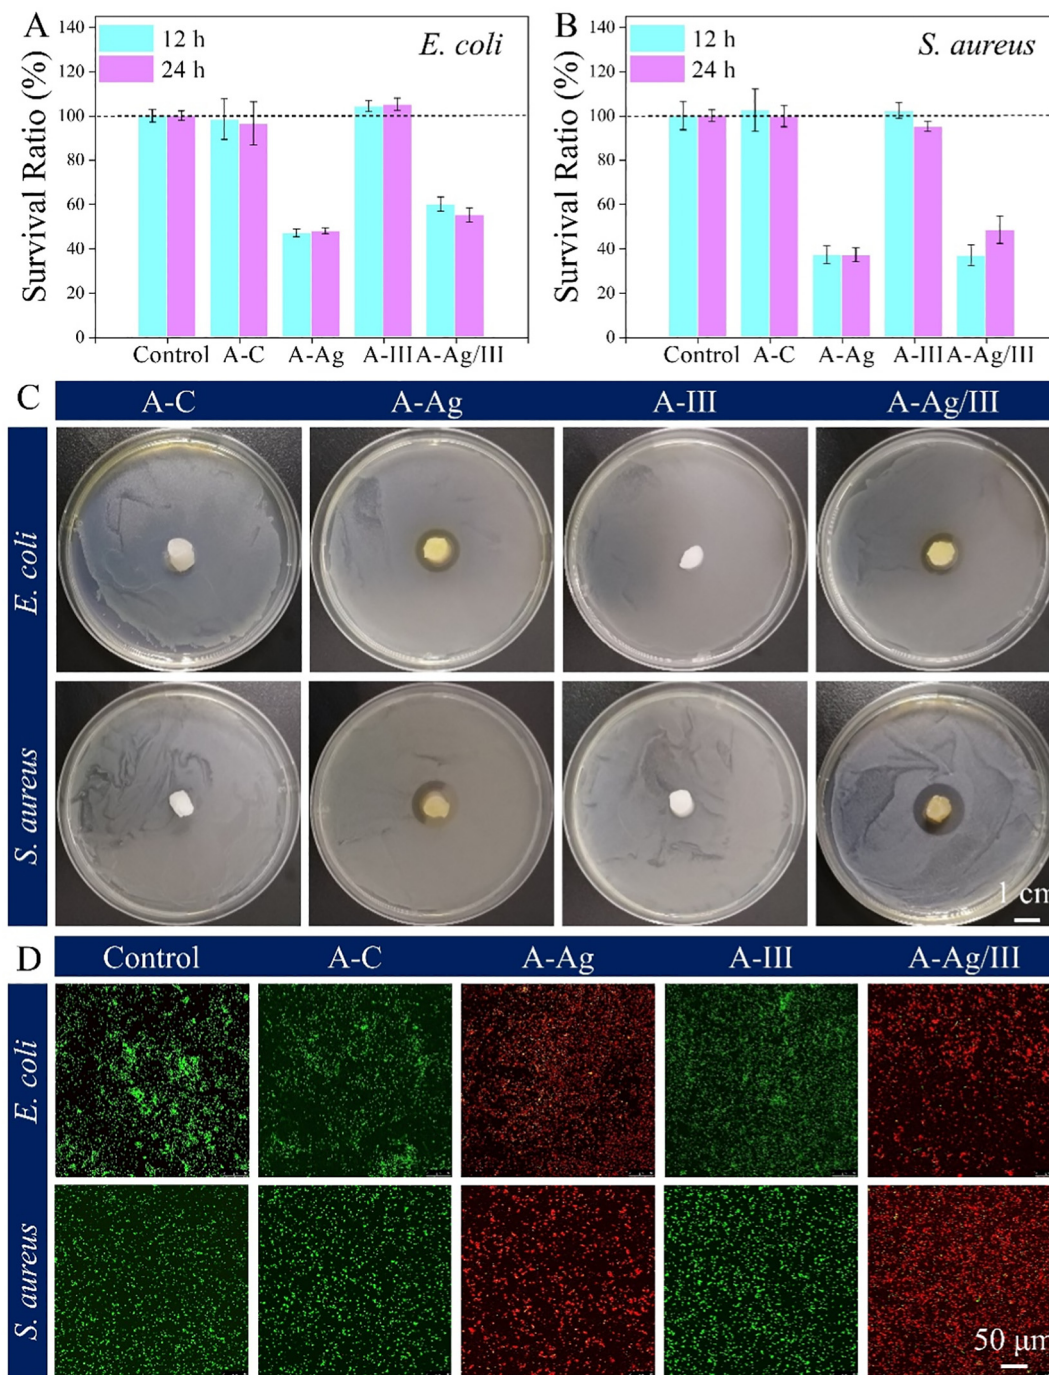 A
B
140
120
100
80
60
40
20
0
Survival Ratio (%)
12 h
24 h
E. coli
Control A-C A-Ag A-III A-Ag/III
140
120
100
80
60
40
20
0
Survival Ratio (%)
12 h
24 h
S. aureus
Control A-C A-Ag A-III A-Ag/III
C
A-C A-Ag A-III A-Ag/III
E. coli
S. aureus
1 cm
D
Control A-C A-Ag A-III A-Ag/III
E. coli
S. aureus
50 μm